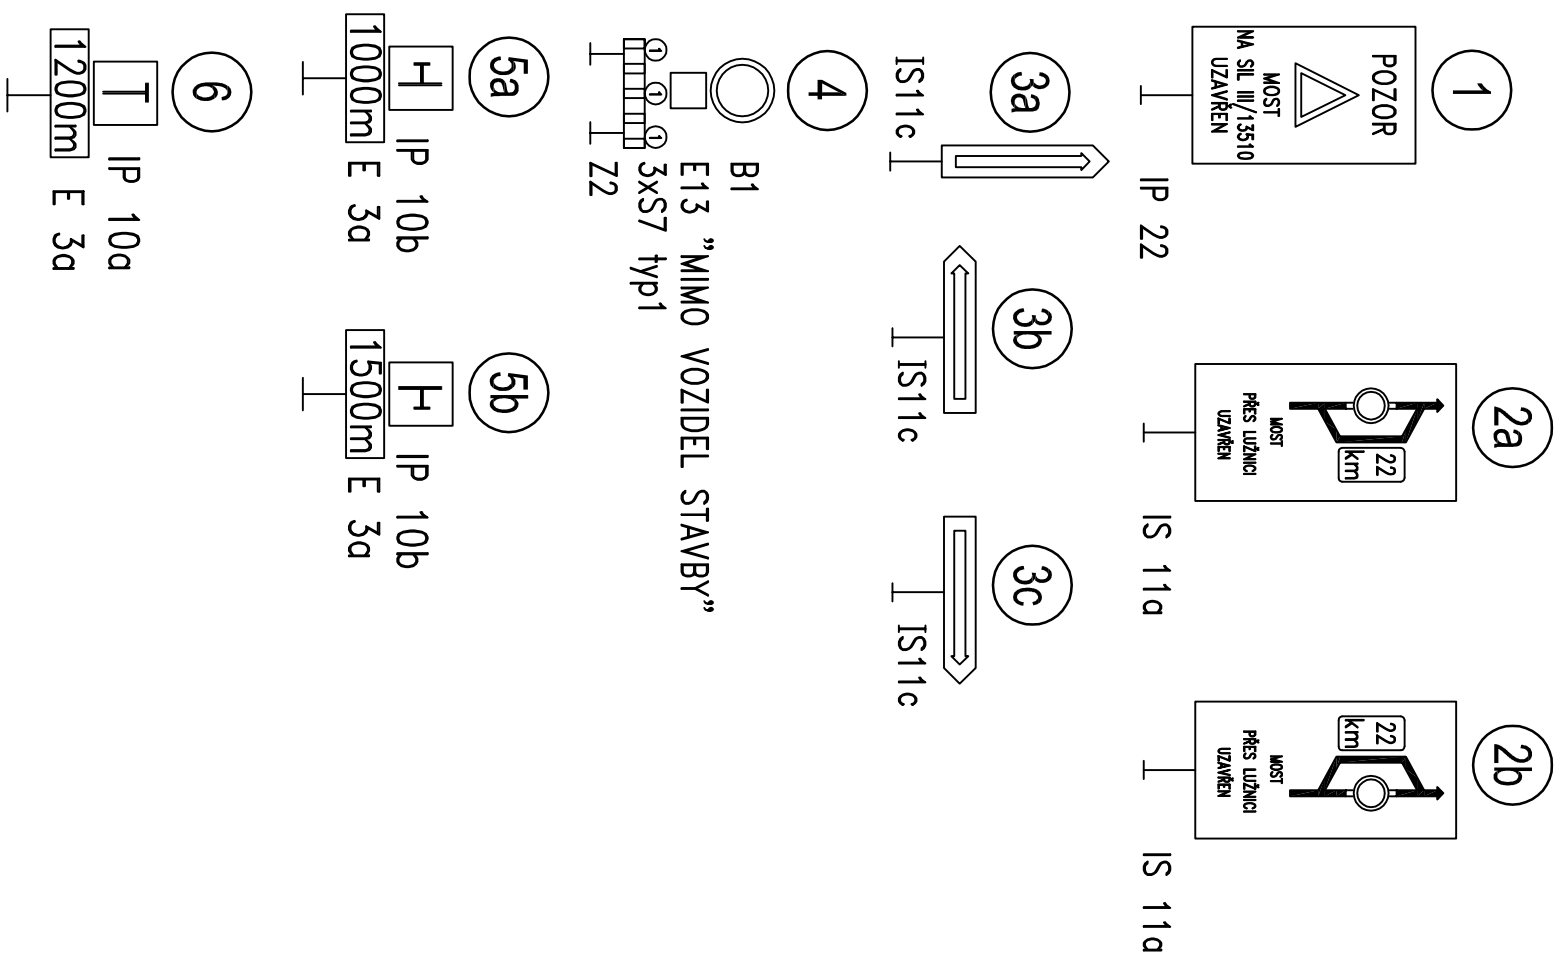 1
POZOR
MOST
NA SIL III/13510
UZAVŘEN
IP 22
2a
22
km
MOST
PŘES LUŽNICI
UZAVŘEN
IS 11a
2b
22
km
MOST
PŘES LUŽNICI
UZAVŘEN
IS 11a
3a
IS11c
3b
IS11c
3c
IS11c
4
1 1 1
B1
E13 "MIMO VOZIDEL STAVBY"
3xS7 typ1
Z2
5a
1000m
IP 10b
E 3a
5b
1500m
IP 10b
E 3a
6
1200m
IP 10a
E 3a